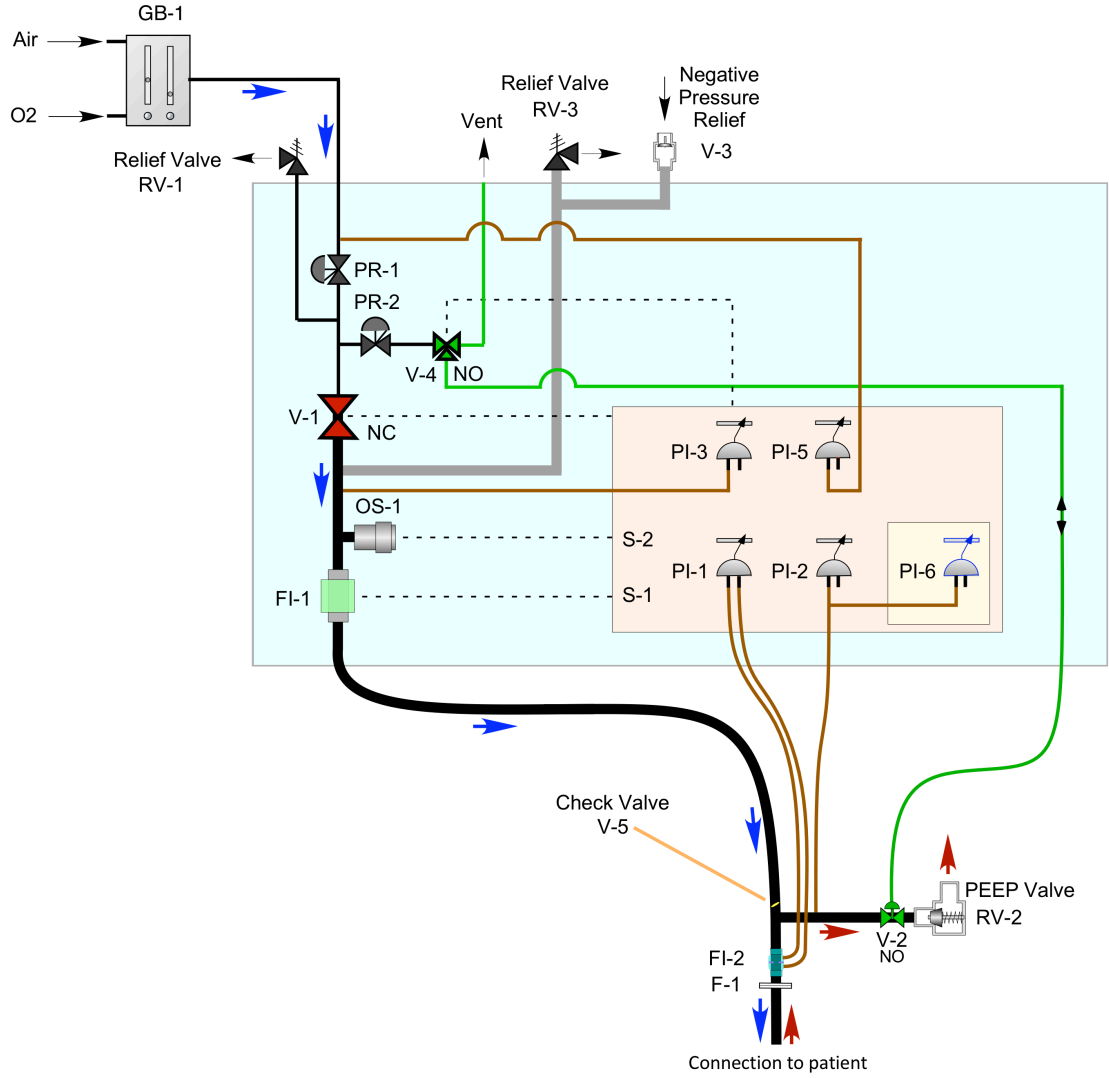 GB-1
Air
O2
Relief Valve
RV-1
Vent
Relief Valve
RV-3
Negative
Pressure
Relief
V-3
PR-1
PR-2
V-4
NO
V-1
NC
PI-3
PI-5
OS-1
S-2
PI-1
PI-2
PI-6
FI-1
S-1
Check Valve
V-5
PEEP Valve
RV-2
V-2
NO
FI-2
F-1
Connection to patient